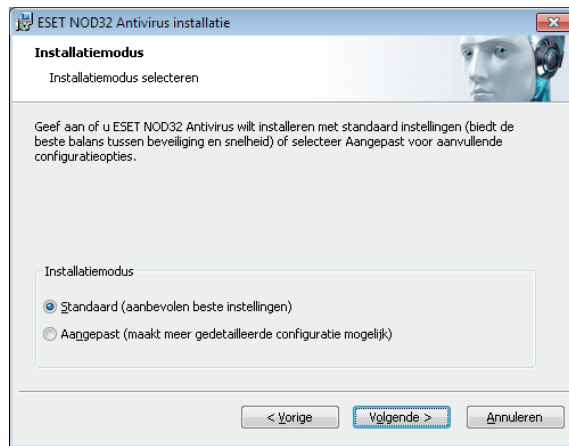 ESET NOD32 Antivirus installatie
Installatiemodus
Installatiemodus selecteren
Geef aan of u ESET NOD32 Antivirus wilt installeren met standaard instellingen (biedt de
beste balans tussen beveiliging en snelheid) of selecteer Aangepast voor aanvullende
configuratieopties.
Installatiemodus
Standaard (aanbevolen beste instellingen)
Aangepast (maakt meer gedetailleerde configuratie mogelijk)
< Vorige
Volgende >
Annuleren